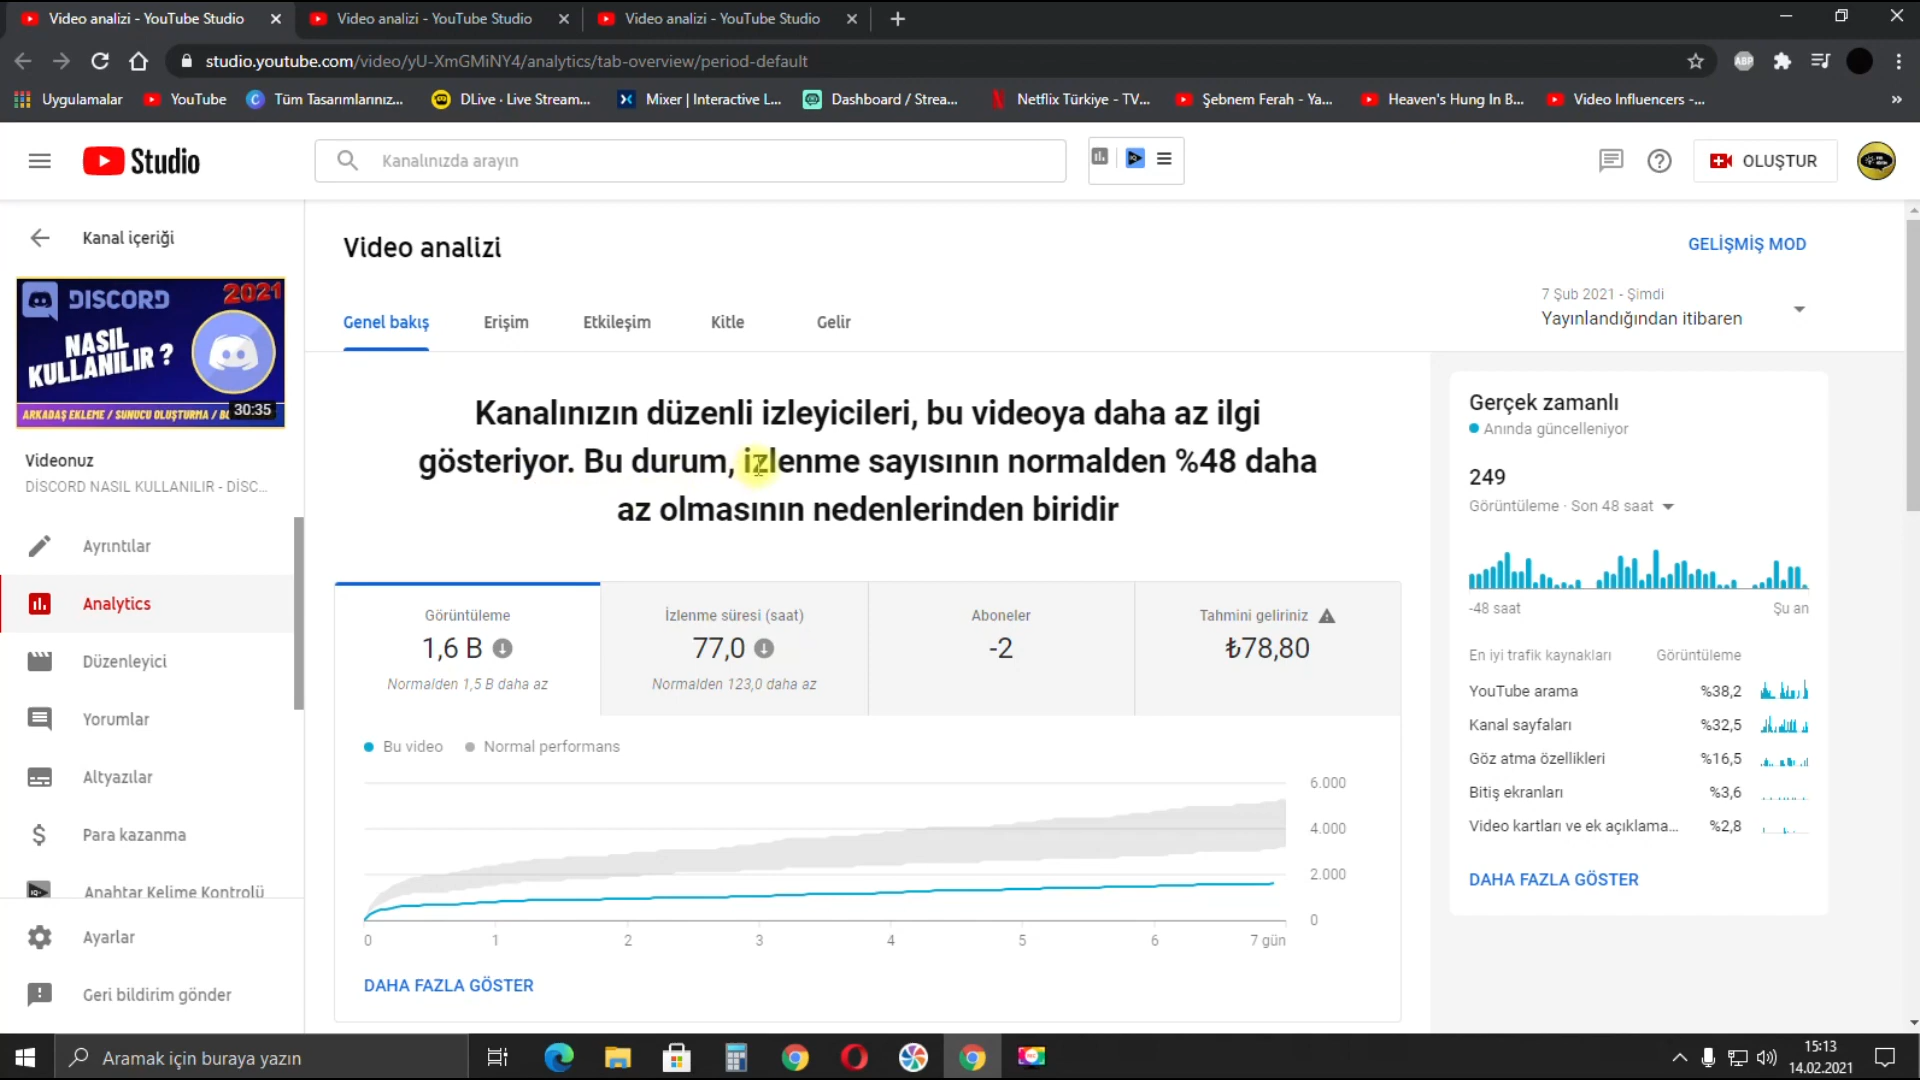 Video analizi - YouTube Studio
Video analizi - YouTube Studio
Video analizi - YouTube Studio
studio.youtube.com/video/yU-XmGMiNY4/analytics/tab-overview/period-default
ABP
Uygulamalar
YouTube
Tüm Tasarımlarınız...
DLive · Live Stream...
Mixer | Interactive L...
Dashboard / Strea...
Netflix Türkiye - TV...
Şebnem Ferah - Ya...
Heaven's Hung In B...
Video Influencers -...
»
Studio
Kanalınızda arayın
OLUŞTUR
Kanal içeriği
DISCORD 2021
NASIL
KULLANILIR ?
ARKADAŞ EKLEME / SUNUCU OLUŞTURMA /
30:35
Videonuz
DİSCORD NASIL KULLANILIR - DİSC...
Ayrıntılar
Analytics
Düzenleyici
Yorumlar
Altyazılar
Para kazanma
Anahtar Kelime Kontrolü
Ayarlar
Geri bildirim gönder
Video analizi
GELİŞMİŞ MOD
Genel bakış
Erişim
Etkileşim
Kitle
Gelir
7 Şub 2021 - Şimdi
Yayınlandığından itibaren
Kanalınızın düzenli izleyicileri, bu videoya daha az ilgi
gösteriyor. Bu durum, izlenme sayısının normalden %48 daha
az olmasının nedenlerinden biridir
Görüntüleme
1,6 B
Normalden 1,5 B daha az
İzlenme süresi (saat)
77,0
Normalden 123,0 daha az
Aboneler
-2
Tahmini geliriniz
₺78,80
Bu video
Normal performans
6.000
4.000
2.000
0
0 1 2 3 4 5 6 7 gün
DAHA FAZLA GÖSTER
Gerçek zamanlı
Anında güncelleniyor
249
Görüntüleme · Son 48 saat
-48 saat
Şu an
En iyi trafik kaynakları Görüntüleme
YouTube arama %38,2
Kanal sayfaları %32,5
Göz atma özellikleri %16,5
Bitiş ekranları %3,6
Video kartları ve ek açıklama... %2,8
DAHA FAZLA GÖSTER
Aramak için buraya yazın
15:13
14.02.2021